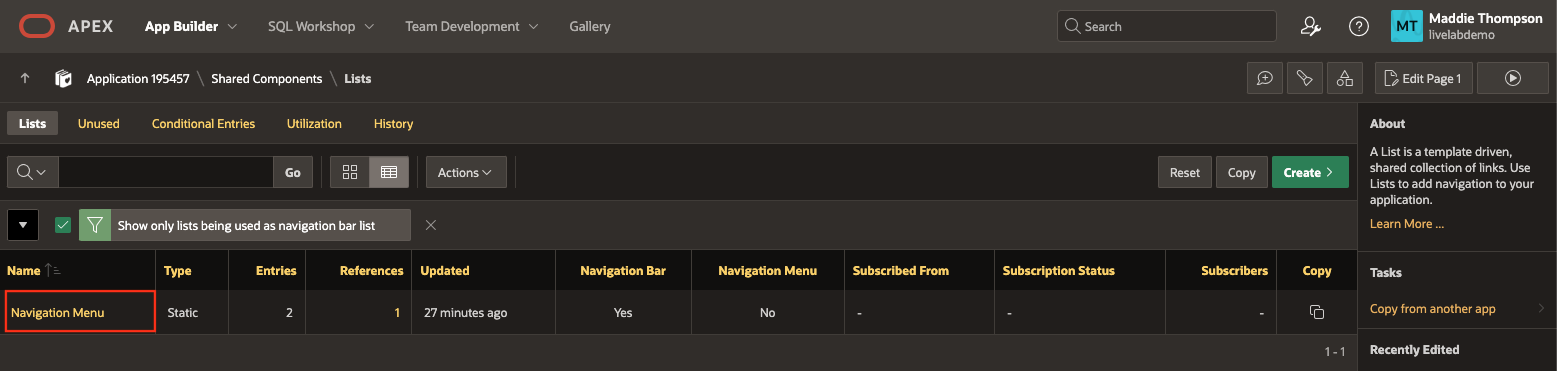 APEX App Builder SQL Workshop Team Development Gallery Search MT Maddie Thompson
livelabdemo
Application 195457 \ Shared Components \ Lists Edit Page 1
Lists Unused Conditional Entries Utilization History
Go Actions Reset Copy Create
Show only lists being used as navigation bar list
Name Type Entries References Updated Navigation Bar Navigation Menu Subscribed From Subscription Status Subscribers Copy
Navigation Menu Static 2 1 27 minutes ago Yes No - - -
1 - 1
About
A List is a template driven,
shared collection of links. Use
Lists to add navigation to your
application.
Learn More ...
Tasks
Copy from another app
Recently Edited